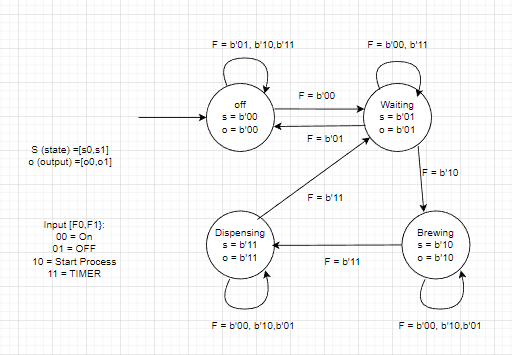 F = b'01, b'10,b'11
F = b'00, b'11
off
s = b'00
o = b'00
F = b'00
Waiting
s = b'01
o = b'01
F = b'01
S (state) =[s0,s1]
o (output) =[o0,o1]
F = b'10
F = b'11
Input [F0,F1}:
00 = On
01 = OFF
10 = Start Process
11 = TIMER
Dispensing
s = b'11
o = b'11
F = b'11
Brewing
s = b'10
o = b'10
F = b'00, b'10,b'01
F = b'00, b'10,b'01